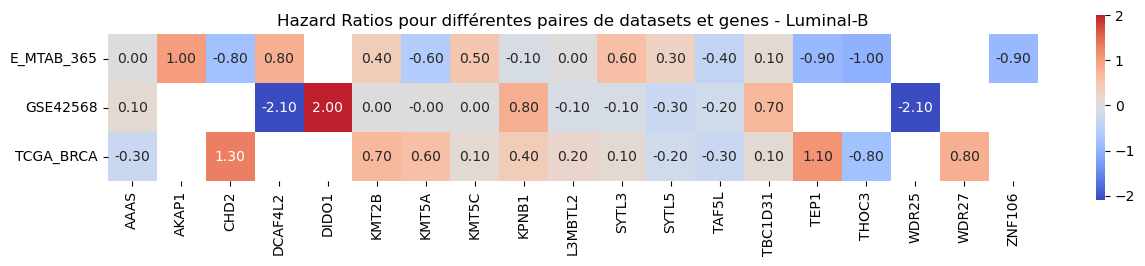 Hazard Ratios pour différentes paires de datasets et genes - Luminal-B
E_MTAB_365 0.00 1.00 -0.80 0.80 0.40 -0.60 0.50 -0.10 0.00 0.60 0.30 -0.40 0.10 -0.90 -1.00 -0.90
GSE42568 0.10 -2.10 2.00 0.00 -0.00 0.00 0.80 -0.10 -0.10 -0.30 -0.20 0.70 -2.10
TCGA_BRCA -0.30 1.30 0.70 0.60 0.10 0.40 0.20 0.10 -0.20 -0.30 0.10 1.10 -0.80 0.80
AAAS AKAP1 CHD2 DCAF4L2 DIDO1 KMT2B KMT5A KMT5C KPNB1 L3MBTL2 SYTL3 SYTL5 TAF5L TBC1D31 TEP1 THOC3 WDR25 WDR27 ZNF106
2
1
0
−1
−2